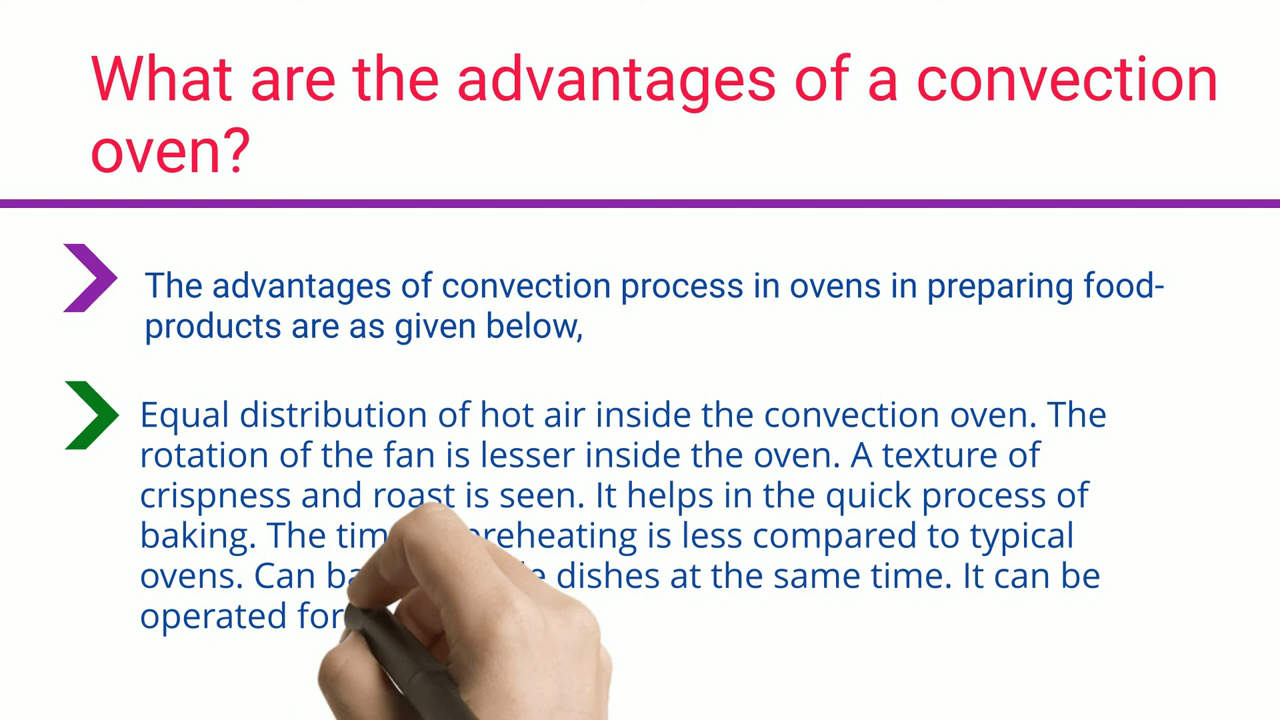 What are the advantages of a convection
oven?
The advantages of convection process in ovens in preparing food-
products are as given below,
Equal distribution of hot air inside the convection oven. The
rotation of the fan is lesser inside the oven. A texture of
crispness and roast is seen. It helps in the quick process of
baking. The preheating is less compared to typical
ovens. Can dishes at the same time. It can be
operated for